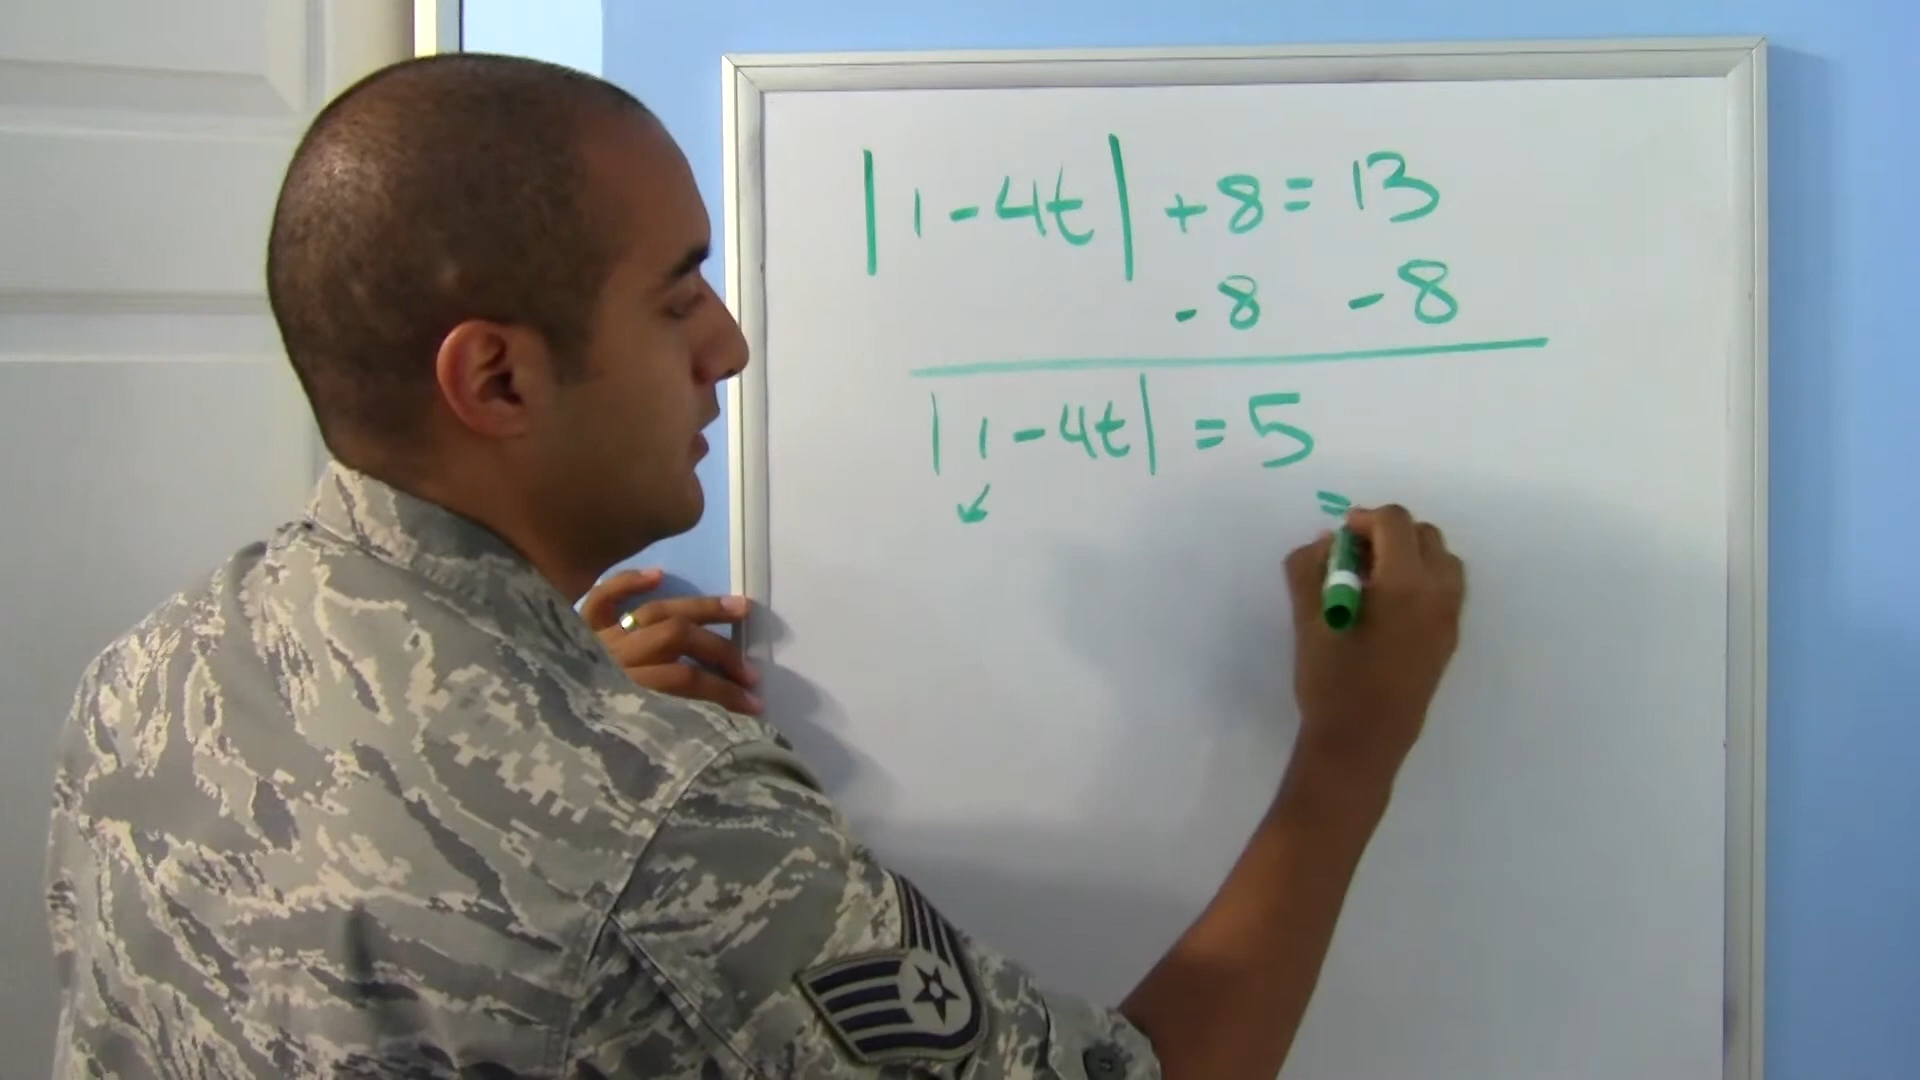 |1-4t| +8= 13
-8 -8
|1-4t| = 5
=